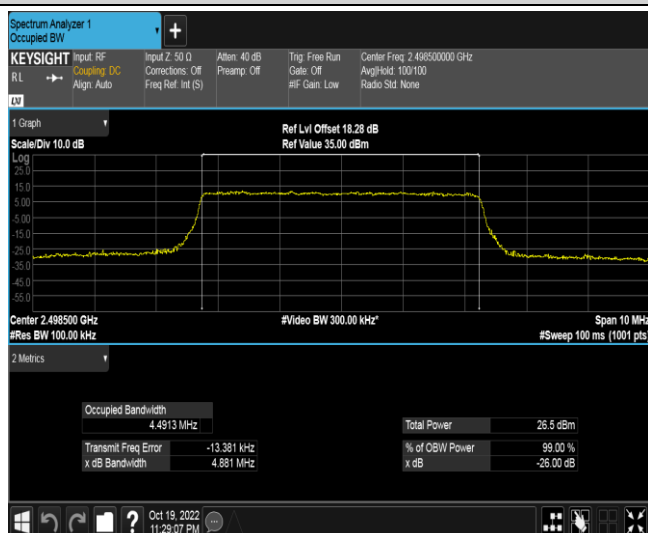 Spectrum Analyzer 1
Occupied BW
+
KEYSIGHT
RL
LXI
Input: RF
Coupling: DC
Align: Auto
Input Z: 50 Ω
Corrections: Off
Freq Ref: Int (S)
Atten: 40 dB
Preamp: Off
Trig: Free Run
Gate: Off
#IF Gain: Low
Center Freq: 2.498500000 GHz
Avg|Hold: 100/100
Radio Std: None
1 Graph
Scale/Div 10.0 dB
Ref Lvl Offset 18.28 dB
Ref Value 35.00 dBm
Log
25.0
15.0
5.00
-5.00
-15.0
-25.0
-35.0
-45.0
-55.0
Center 2.498500 GHz
#Res BW 100.00 kHz
#Video BW 300.00 kHz*
Span 10 MHz
#Sweep 100 ms (1001 pts)
2 Metrics
Occupied Bandwidth
4.4913 MHz
Transmit Freq Error -13.381 kHz
x dB Bandwidth 4.881 MHz
Total Power 26.5 dBm
% of OBW Power 99.00 %
x dB -26.00 dB
?
Oct 19, 2022
11:29:07 PM